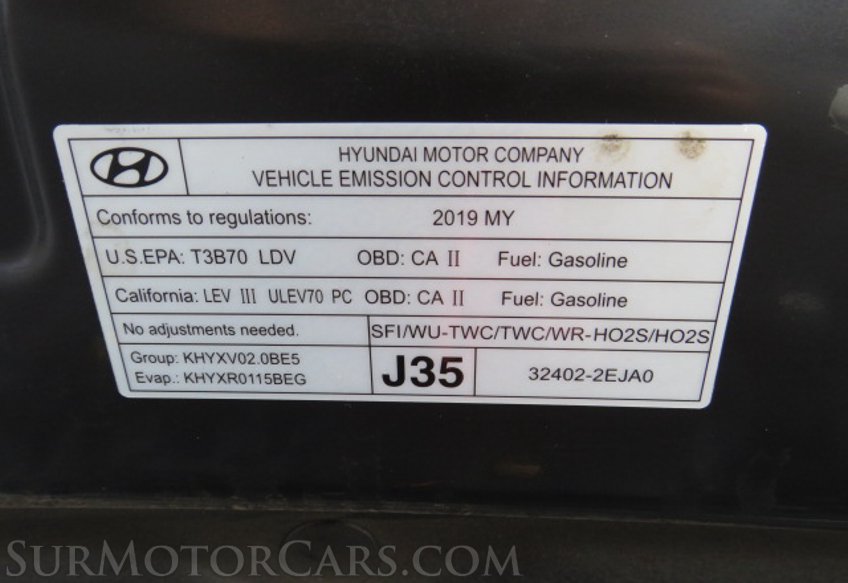 HYUNDAI MOTOR COMPANY
VEHICLE EMISSION CONTROL INFORMATION
Conforms to regulations: 2019 MY
U.S.EPA: T3B70 LDV OBD: CA II Fuel: Gasoline
California: LEV III ULEV70 PC OBD: CA II Fuel: Gasoline
No adjustments needed. SFI/WU-TWC/TWC/WR-HO2S/HO2S
Group: KHYXV02.0BE5
Evap.: KHYXR0115BEG
J35 32402-2EJA0
SURMOTORCARS.COM